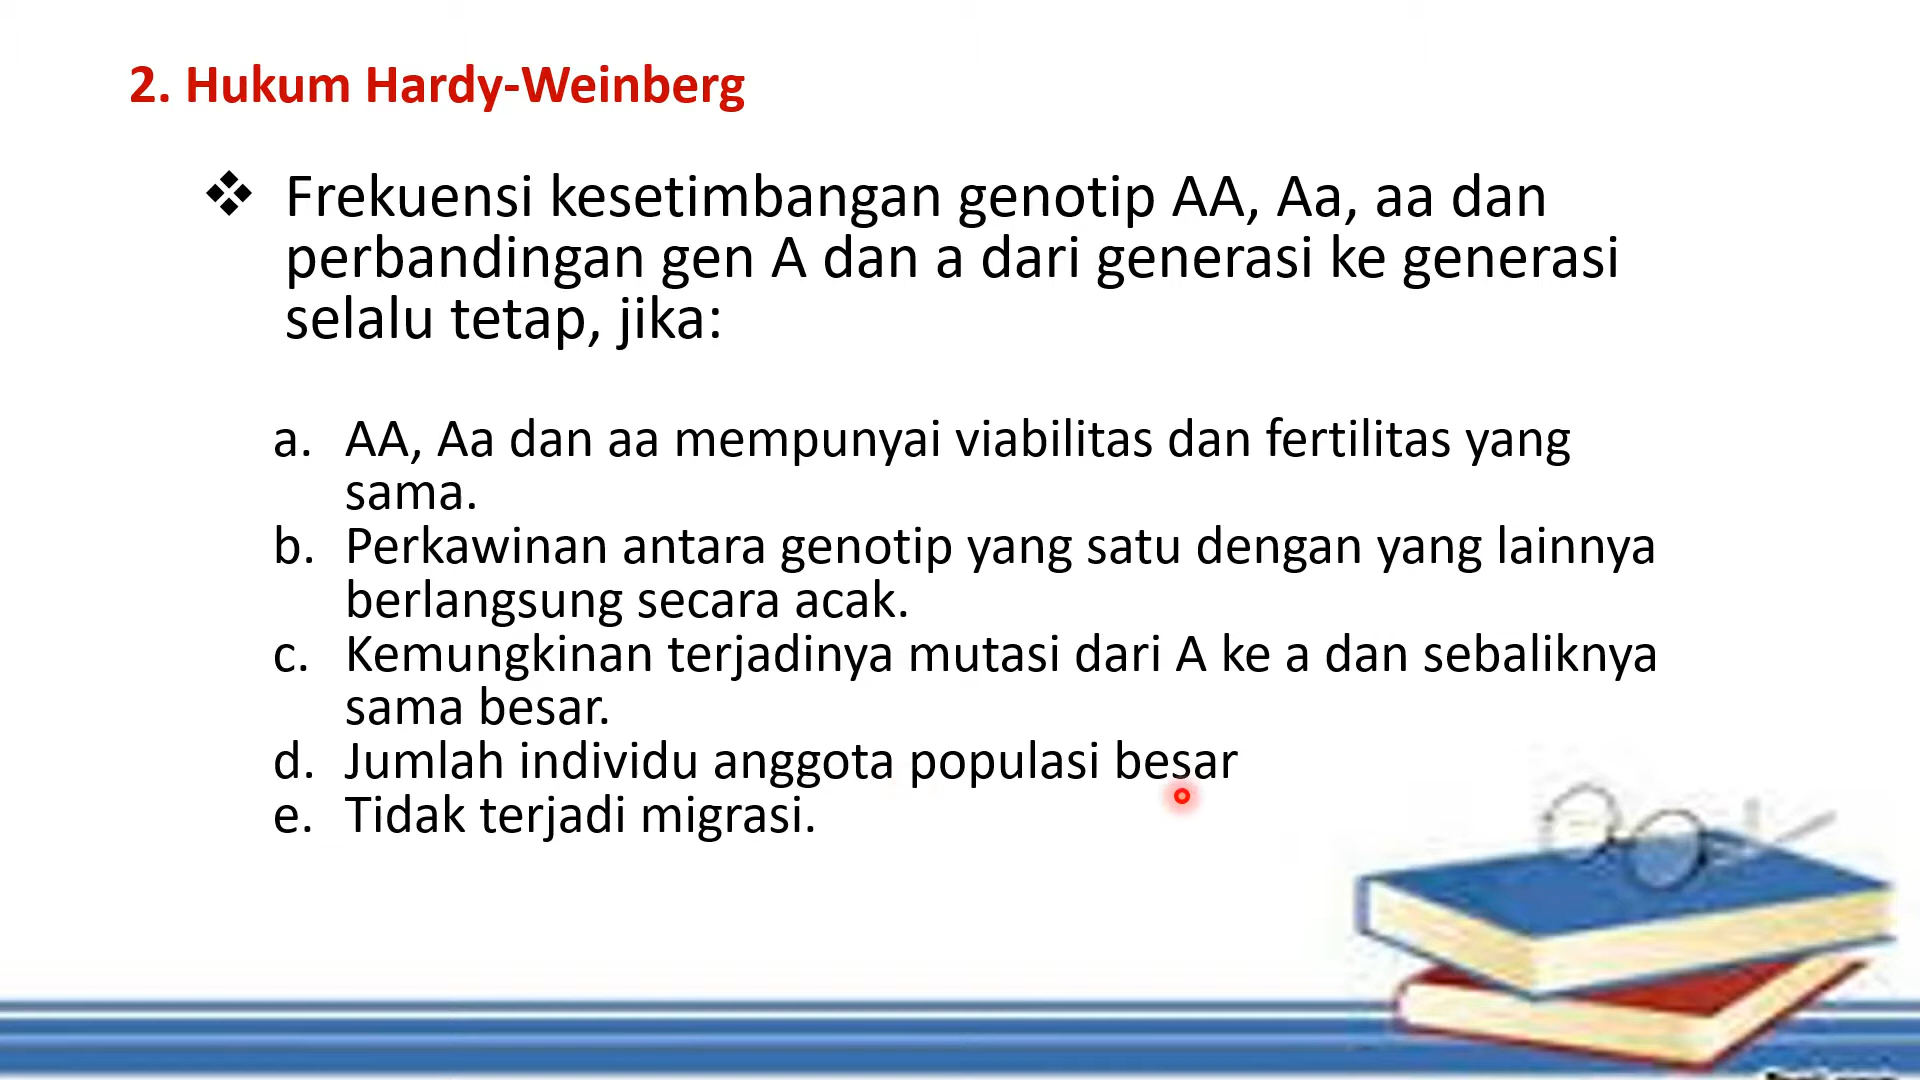 2. Hukum Hardy-Weinberg
❖ Frekuensi kesetimbangan genotip AA, Aa, aa dan
perbandingan gen A dan a dari generasi ke generasi
selalu tetap, jika:
a. AA, Aa dan aa mempunyai viabilitas dan fertilitas yang
sama.
b. Perkawinan antara genotip yang satu dengan yang lainnya
berlangsung secara acak.
c. Kemungkinan terjadinya mutasi dari A ke a dan sebaliknya
sama besar.
d. Jumlah individu anggota populasi besar
e. Tidak terjadi migrasi.